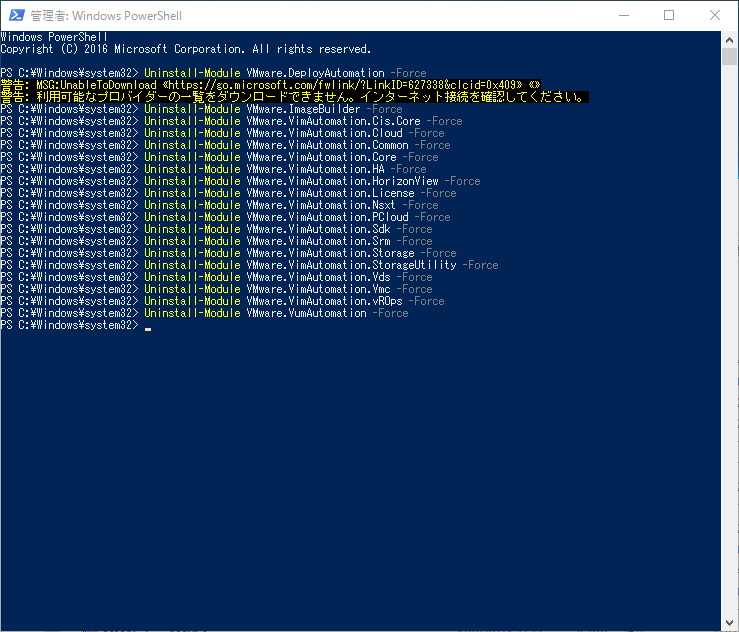 管理者: Windows PowerShell
Windows PowerShell
Copyright (C) 2016 Microsoft Corporation. All rights reserved.
PS C:¥Windows¥system32> Uninstall-Module VMware.DeployAutomation -Force
警告: MSG:UnableToDownload «https://go.microsoft.com/fwlink/?LinkID=627338&clcid=0x409» «»
警告: 利用可能なプロバイダーの一覧をダウンロードできません。インターネット接続を確認してください。
PS C:¥Windows¥system32> Uninstall-Module VMware.ImageBuilder -Force
PS C:¥Windows¥system32> Uninstall-Module VMware.VimAutomation.Cis.Core -Force
PS C:¥Windows¥system32> Uninstall-Module VMware.VimAutomation.Cloud -Force
PS C:¥Windows¥system32> Uninstall-Module VMware.VimAutomation.Common -Force
PS C:¥Windows¥system32> Uninstall-Module VMware.VimAutomation.Core -Force
PS C:¥Windows¥system32> Uninstall-Module VMware.VimAutomation.HA -Force
PS C:¥Windows¥system32> Uninstall-Module VMware.VimAutomation.HorizonView -Force
PS C:¥Windows¥system32> Uninstall-Module VMware.VimAutomation.License -Force
PS C:¥Windows¥system32> Uninstall-Module VMware.VimAutomation.Nsxt -Force
PS C:¥Windows¥system32> Uninstall-Module VMware.VimAutomation.PCloud -Force
PS C:¥Windows¥system32> Uninstall-Module VMware.VimAutomation.Sdk -Force
PS C:¥Windows¥system32> Uninstall-Module VMware.VimAutomation.Srm -Force
PS C:¥Windows¥system32> Uninstall-Module VMware.VimAutomation.Storage -Force
PS C:¥Windows¥system32> Uninstall-Module VMware.VimAutomation.StorageUtility -Force
PS C:¥Windows¥system32> Uninstall-Module VMware.VimAutomation.Vds -Force
PS C:¥Windows¥system32> Uninstall-Module VMware.VimAutomation.Vmc -Force
PS C:¥Windows¥system32> Uninstall-Module VMware.VimAutomation.vROps -Force
PS C:¥Windows¥system32> Uninstall-Module VMware.VumAutomation -Force
PS C:¥Windows¥system32>